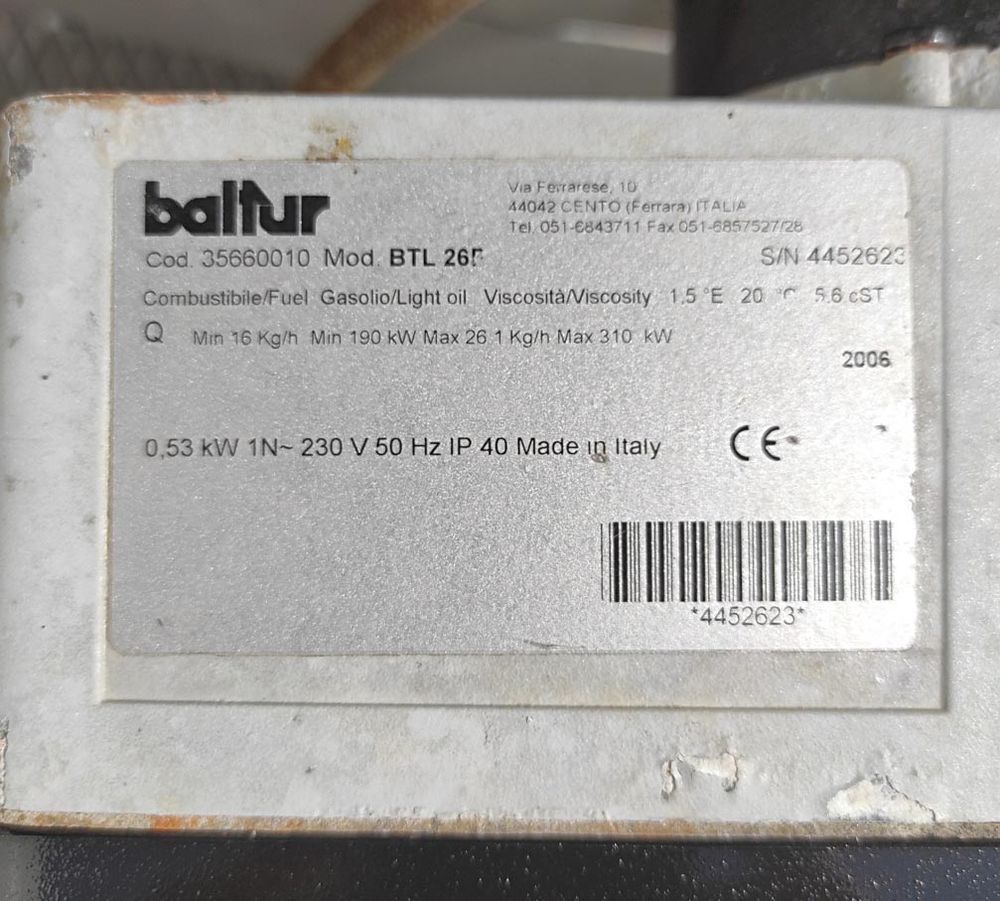 baltur
Via Ferrarese, 10
44042 CENTO (Ferrara) ITALIA
Tel. 051-6843711 Fax 051-6857527/28
Cod. 35660010 Mod. BTL 26P
S/N 4452623
Combustibile/Fuel Gasolio/Light oil Viscosità/Viscosity 1,5 °E 20 °C 5.6 cST
Q Min 16 Kg/h Min 190 kW Max 26.1 Kg/h Max 310 kW
2006
0,53 kW 1N~ 230 V 50 Hz IP 40 Made in Italy
CE
*4452623*